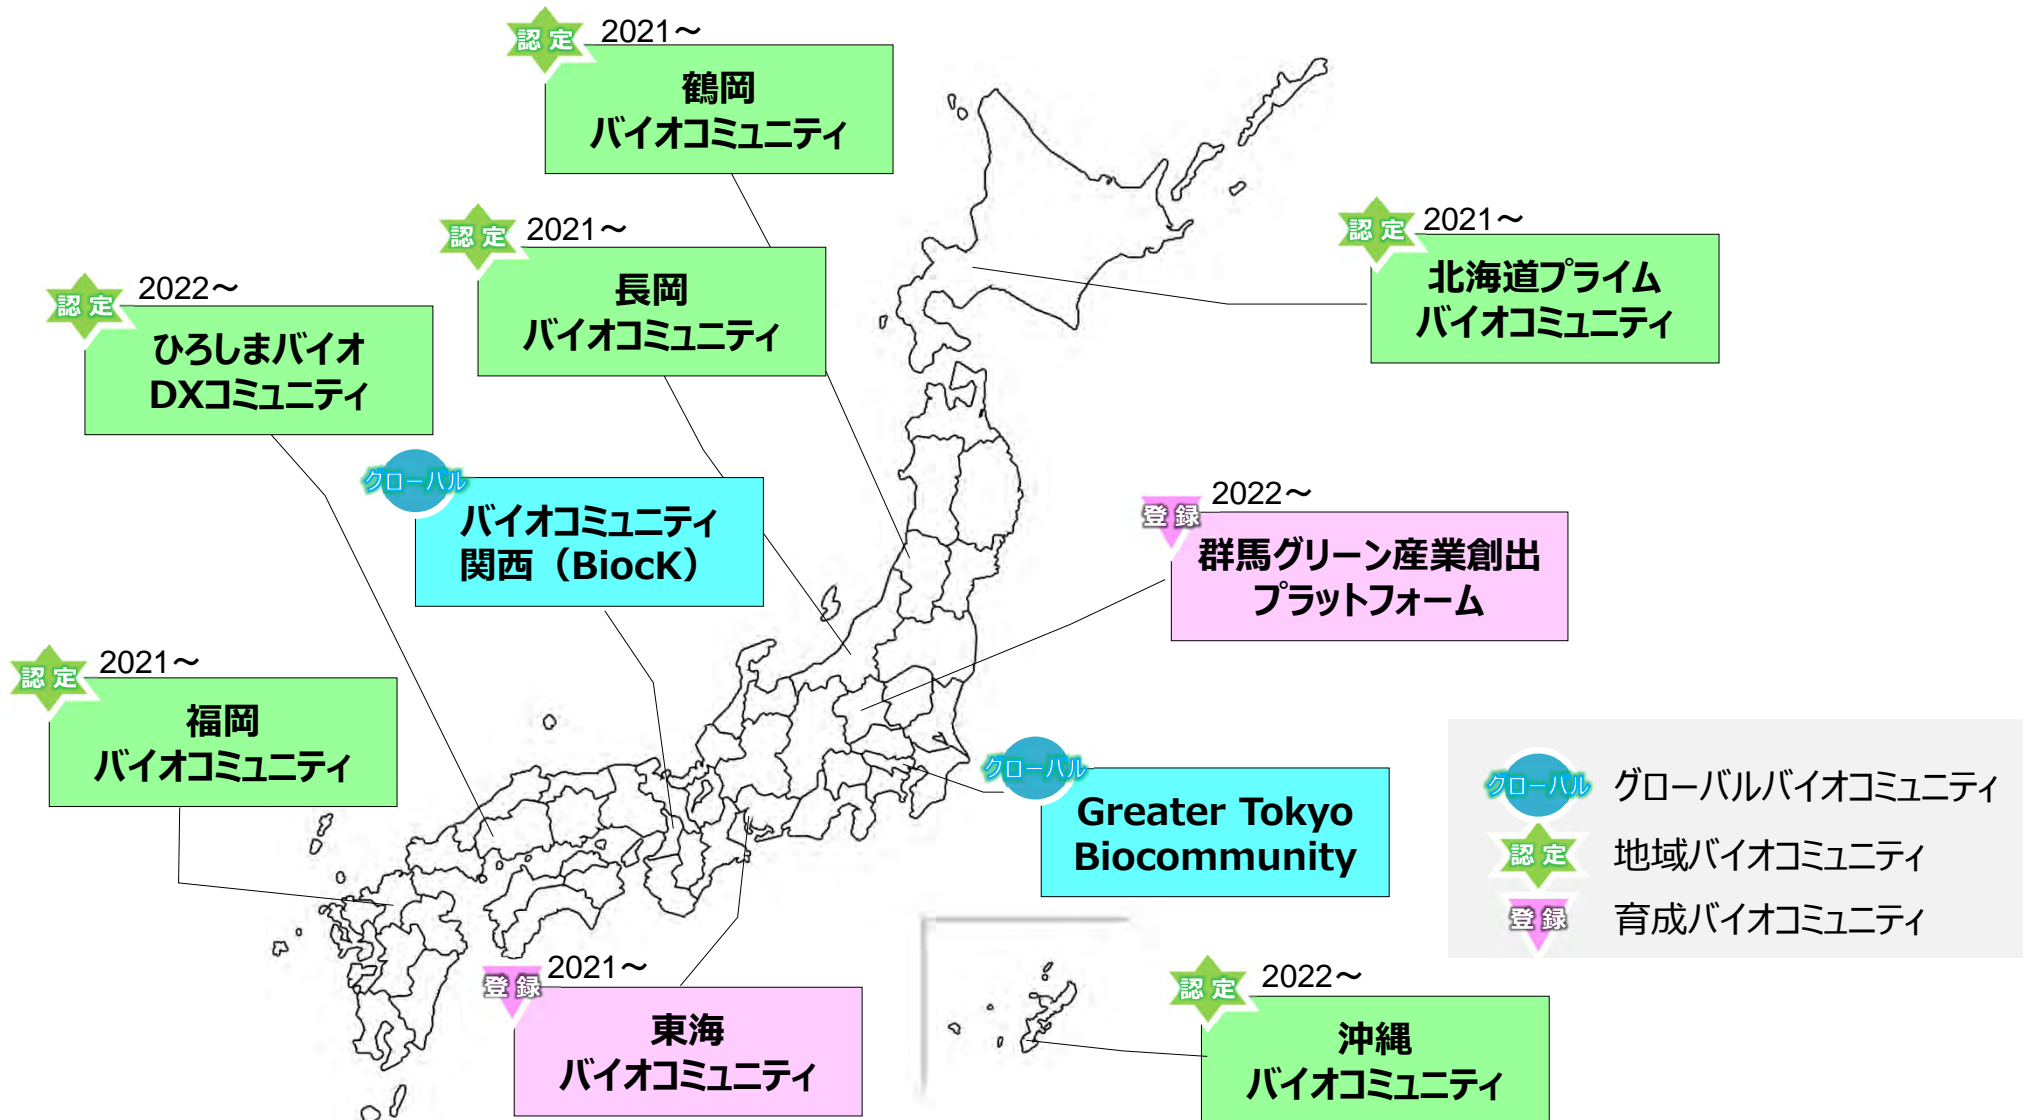 認定 2021～
鶴岡
バイオコミュニティ
認定 2021～
長岡
バイオコミュニティ
認定 2021～
北海道プライム
バイオコミュニティ
認定 2022～
ひろしまバイオ
DXコミュニティ
グローバル
バイオコミュニティ
関西（BiocK）
登録 2022～
群馬グリーン産業創出
プラットフォーム
認定 2021～
福岡
バイオコミュニティ
グローバル
Greater Tokyo
Biocommunity
グローバル グローバルバイオコミュニティ
認定 地域バイオコミュニティ
登録 育成バイオコミュニティ
登録 2021～
東海
バイオコミュニティ
認定 2022～
沖縄
バイオコミュニティ